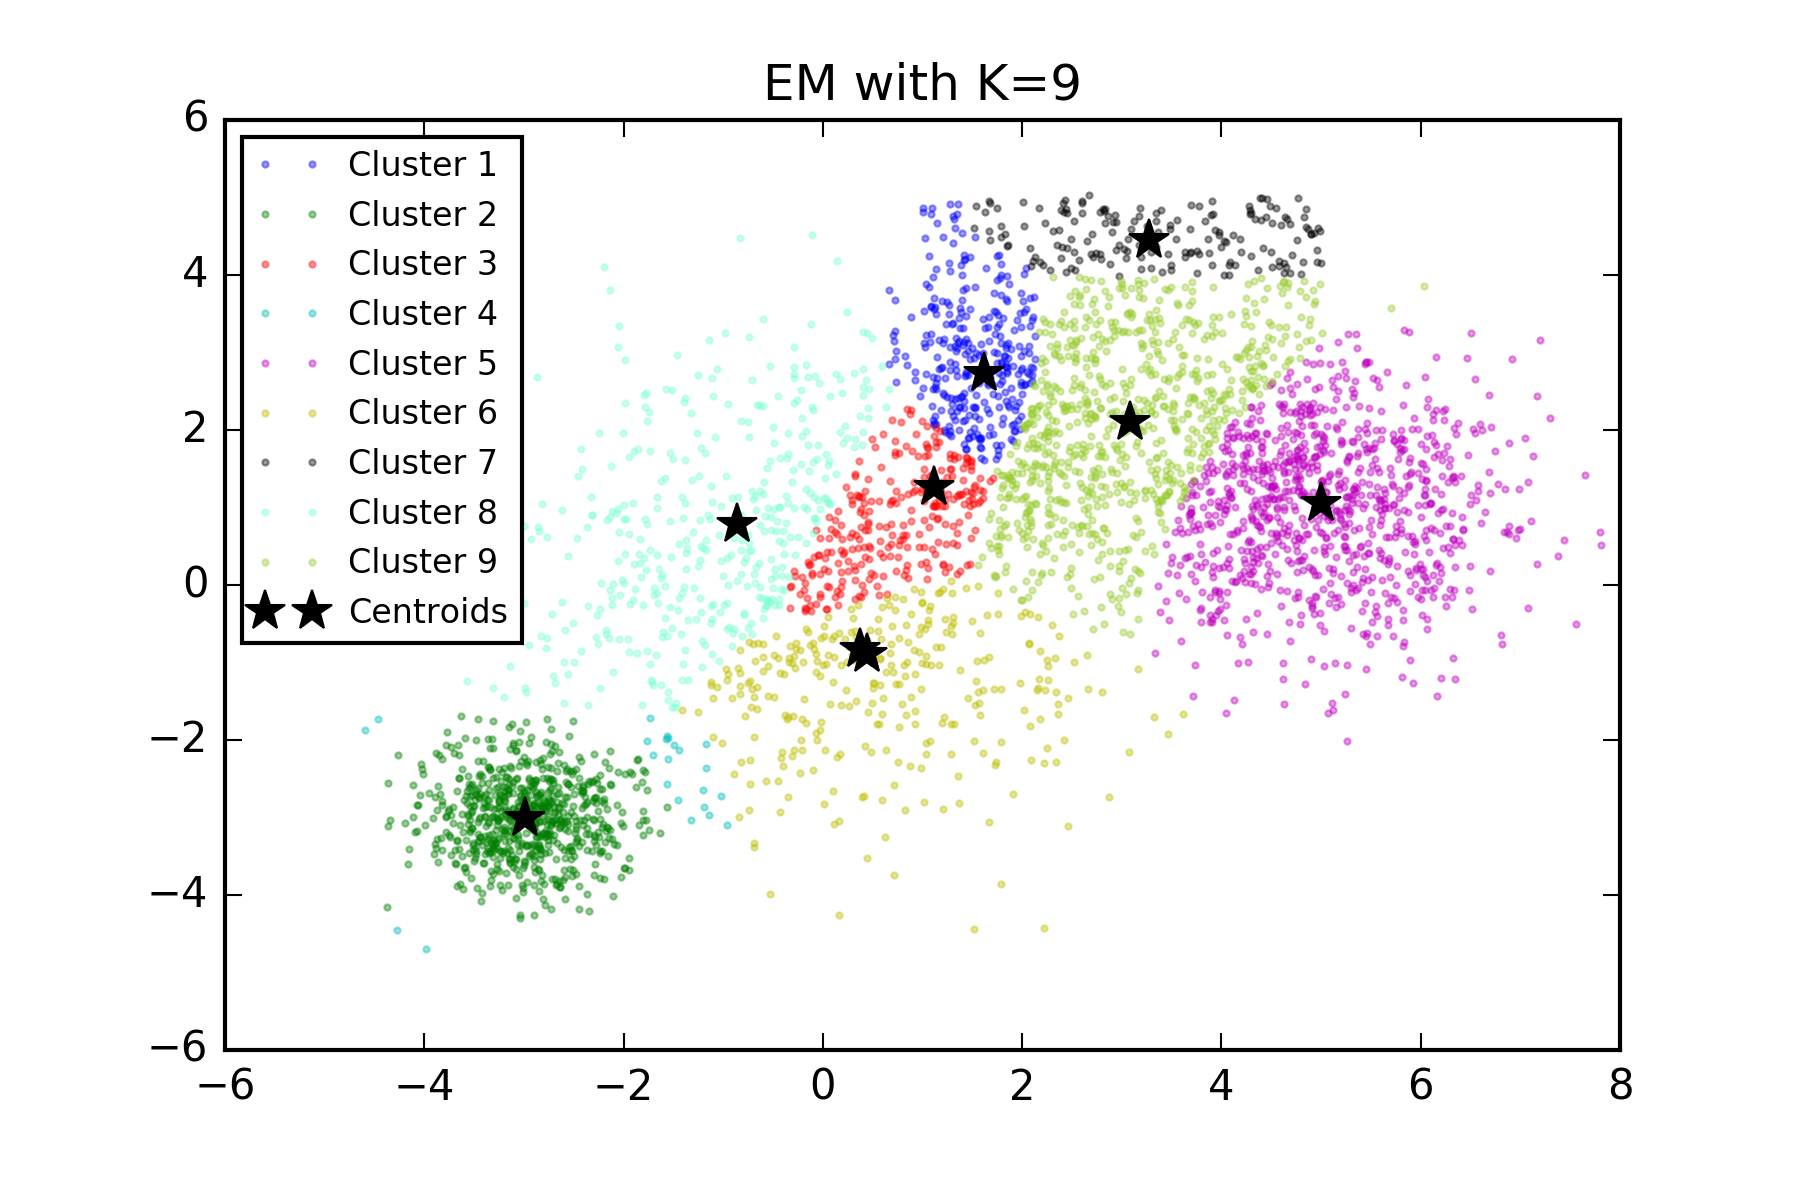 EM with K=9
6
4
2
0
−2
−4
−6
Cluster 1
Cluster 2
Cluster 3
Cluster 4
Cluster 5
Cluster 6
Cluster 7
Cluster 8
Cluster 9
Centroids
−6 −4 −2 0 2 4 6 8